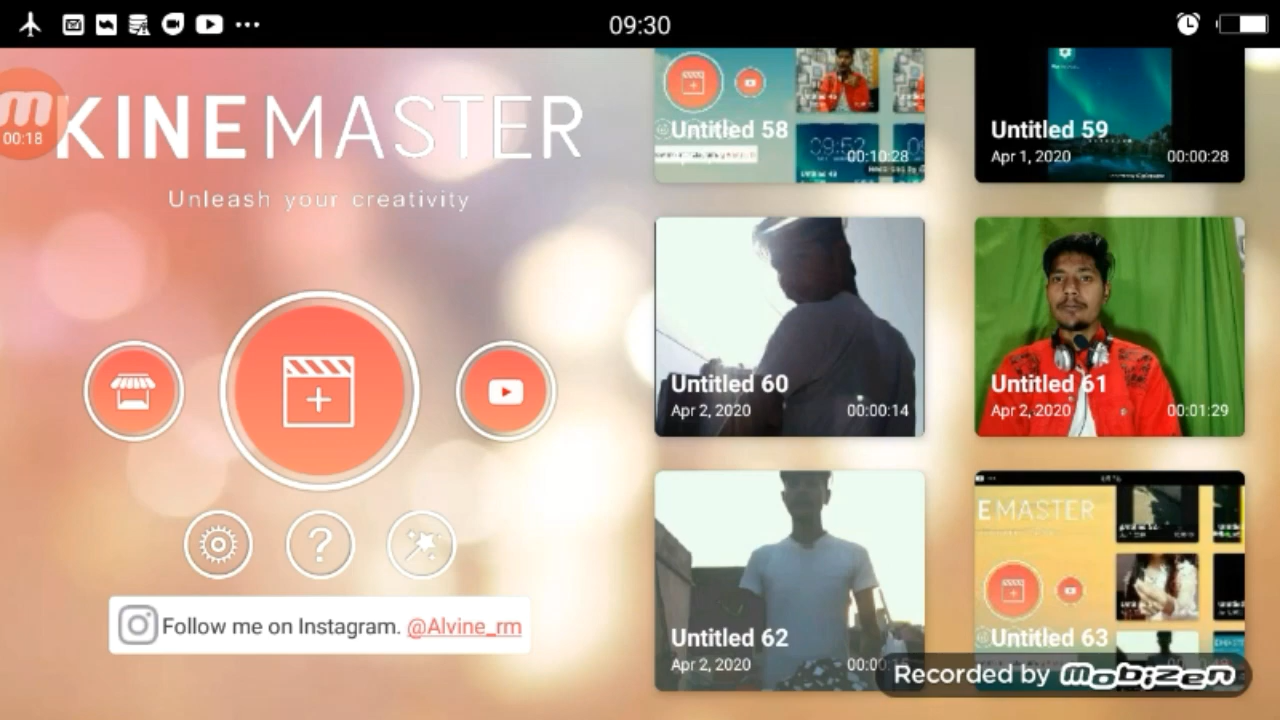 09:30
00:18
KINEMASTER
Unleash your creativity
Follow me on Instagram. @Alvine_rm
Untitled 58
00:10:28
Untitled 59
Apr 1, 2020 00:00:28
Untitled 60
Apr 2, 2020 00:00:14
Untitled 61
Apr 2, 2020 00:01:29
Untitled 62
Apr 2, 2020
EMASTER
Untitled 63
Recorded by mobizen